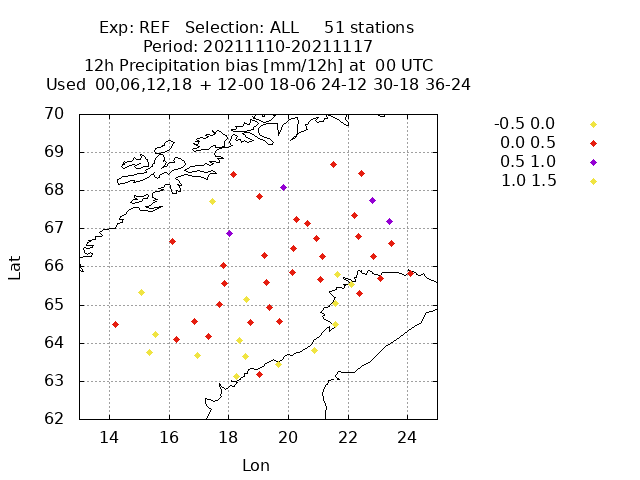 Exp: REF   Selection: ALL     51 stations
Period: 20211110-20211117
12h Precipitation bias [mm/12h] at  00 UTC
Used  00,06,12,18  + 12-00 18-06 24-12 30-18 36-24
-0.5 0.0
0.0 0.5
0.5 1.0
1.0 1.5
70
69
68
67
66
65
64
63
62
Lat
14 16 18 20 22 24
Lon